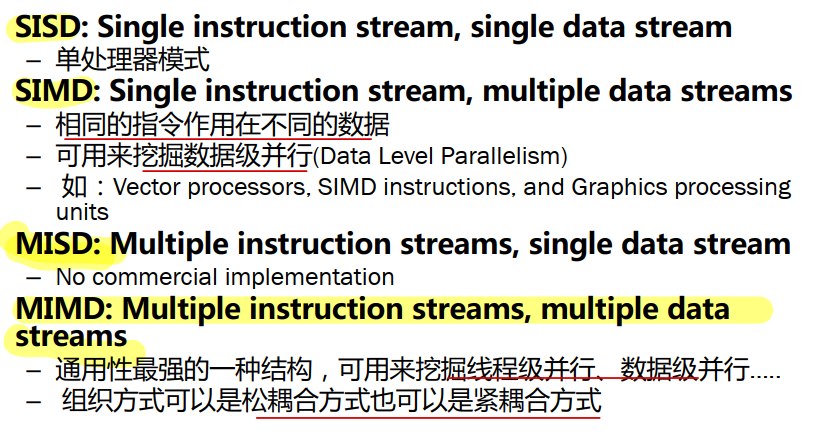 SISD: Single instruction stream, single data stream
– 单处理器模式
SIMD: Single instruction stream, multiple data streams
– 相同的指令作用在不同的数据
– 可用来挖掘数据级并行(Data Level Parallelism)
– 如：Vector processors, SIMD instructions, and Graphics processing
units
MISD: Multiple instruction streams, single data stream
– No commercial implementation
MIMD: Multiple instruction streams, multiple data
streams
– 通用性最强的一种结构，可用来挖掘线程级并行、数据级并行.....
– 组织方式可以是松耦合方式也可以是紧耦合方式